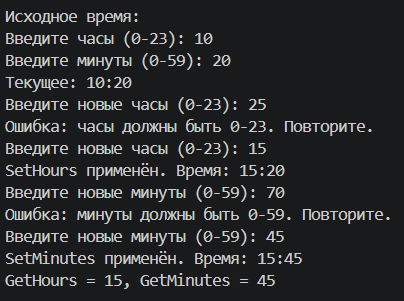 Исходное время:
Введите часы (0-23): 10
Введите минуты (0-59): 20
Текущее: 10:20
Введите новые часы (0-23): 25
Ошибка: часы должны быть 0-23. Повторите.
Введите новые часы (0-23): 15
SetHours применён. Время: 15:20
Введите новые минуты (0-59): 70
Ошибка: минуты должны быть 0-59. Повторите.
Введите новые минуты (0-59): 45
SetMinutes применён. Время: 15:45
GetHours = 15, GetMinutes = 45